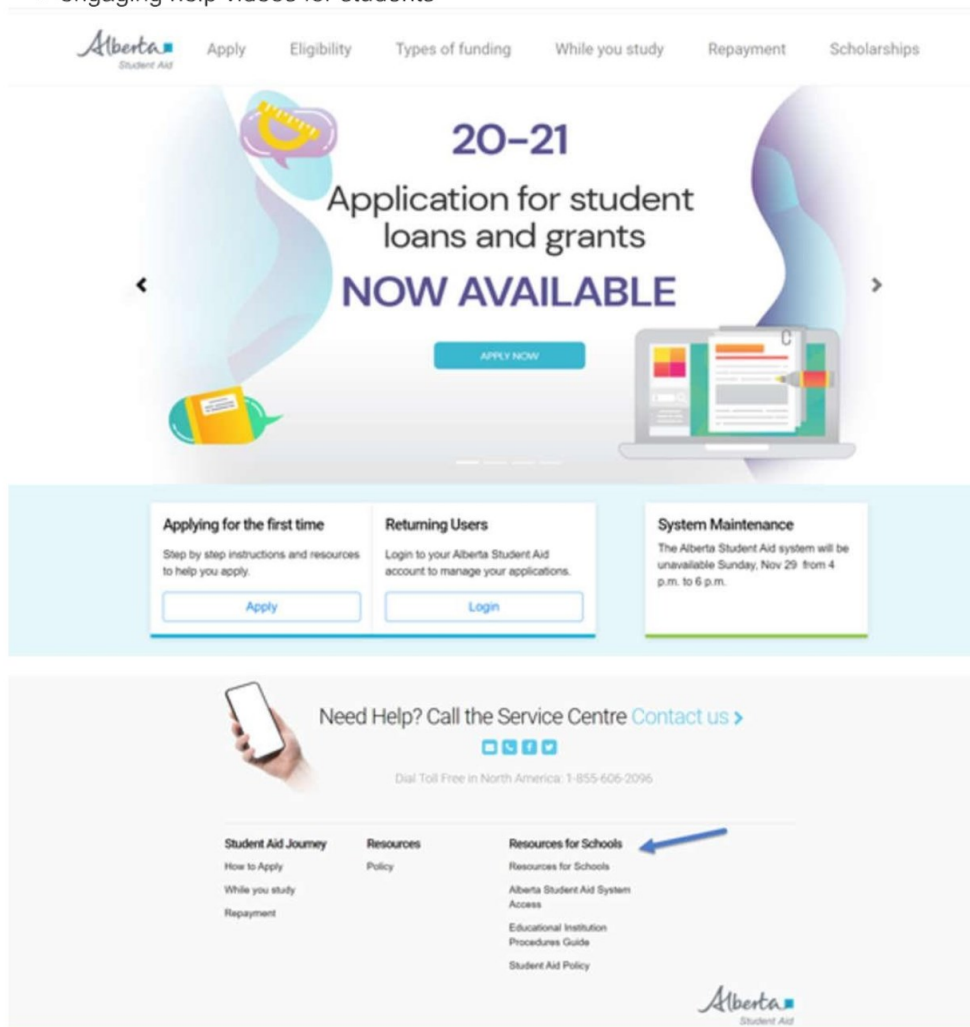 engaging help videos for students
Alberta
Student Aid
Apply Eligibility Types of funding While you study Repayment Scholarships
20-21
Application for student
loans and grants
NOW AVAILABLE
APPLY NOW
Applying for the first time
Step by step instructions and resources
to help you apply.
Apply
Returning Users
Login to your Alberta Student Aid
account to manage your applications.
Login
System Maintenance
The Alberta Student Aid system will be
unavailable Sunday, Nov 29 from 4
p.m. to 6 p.m.
Need Help? Call the Service Centre Contact us >
Dial Toll Free in North America: 1-855-606-2096
Student Aid Journey
How to Apply
While you study
Repayment
Resources
Policy
Resources for Schools
Resources for Schools
Alberta Student Aid System
Access
Educational Institution
Procedures Guide
Student Aid Policy
Alberta
Student Aid